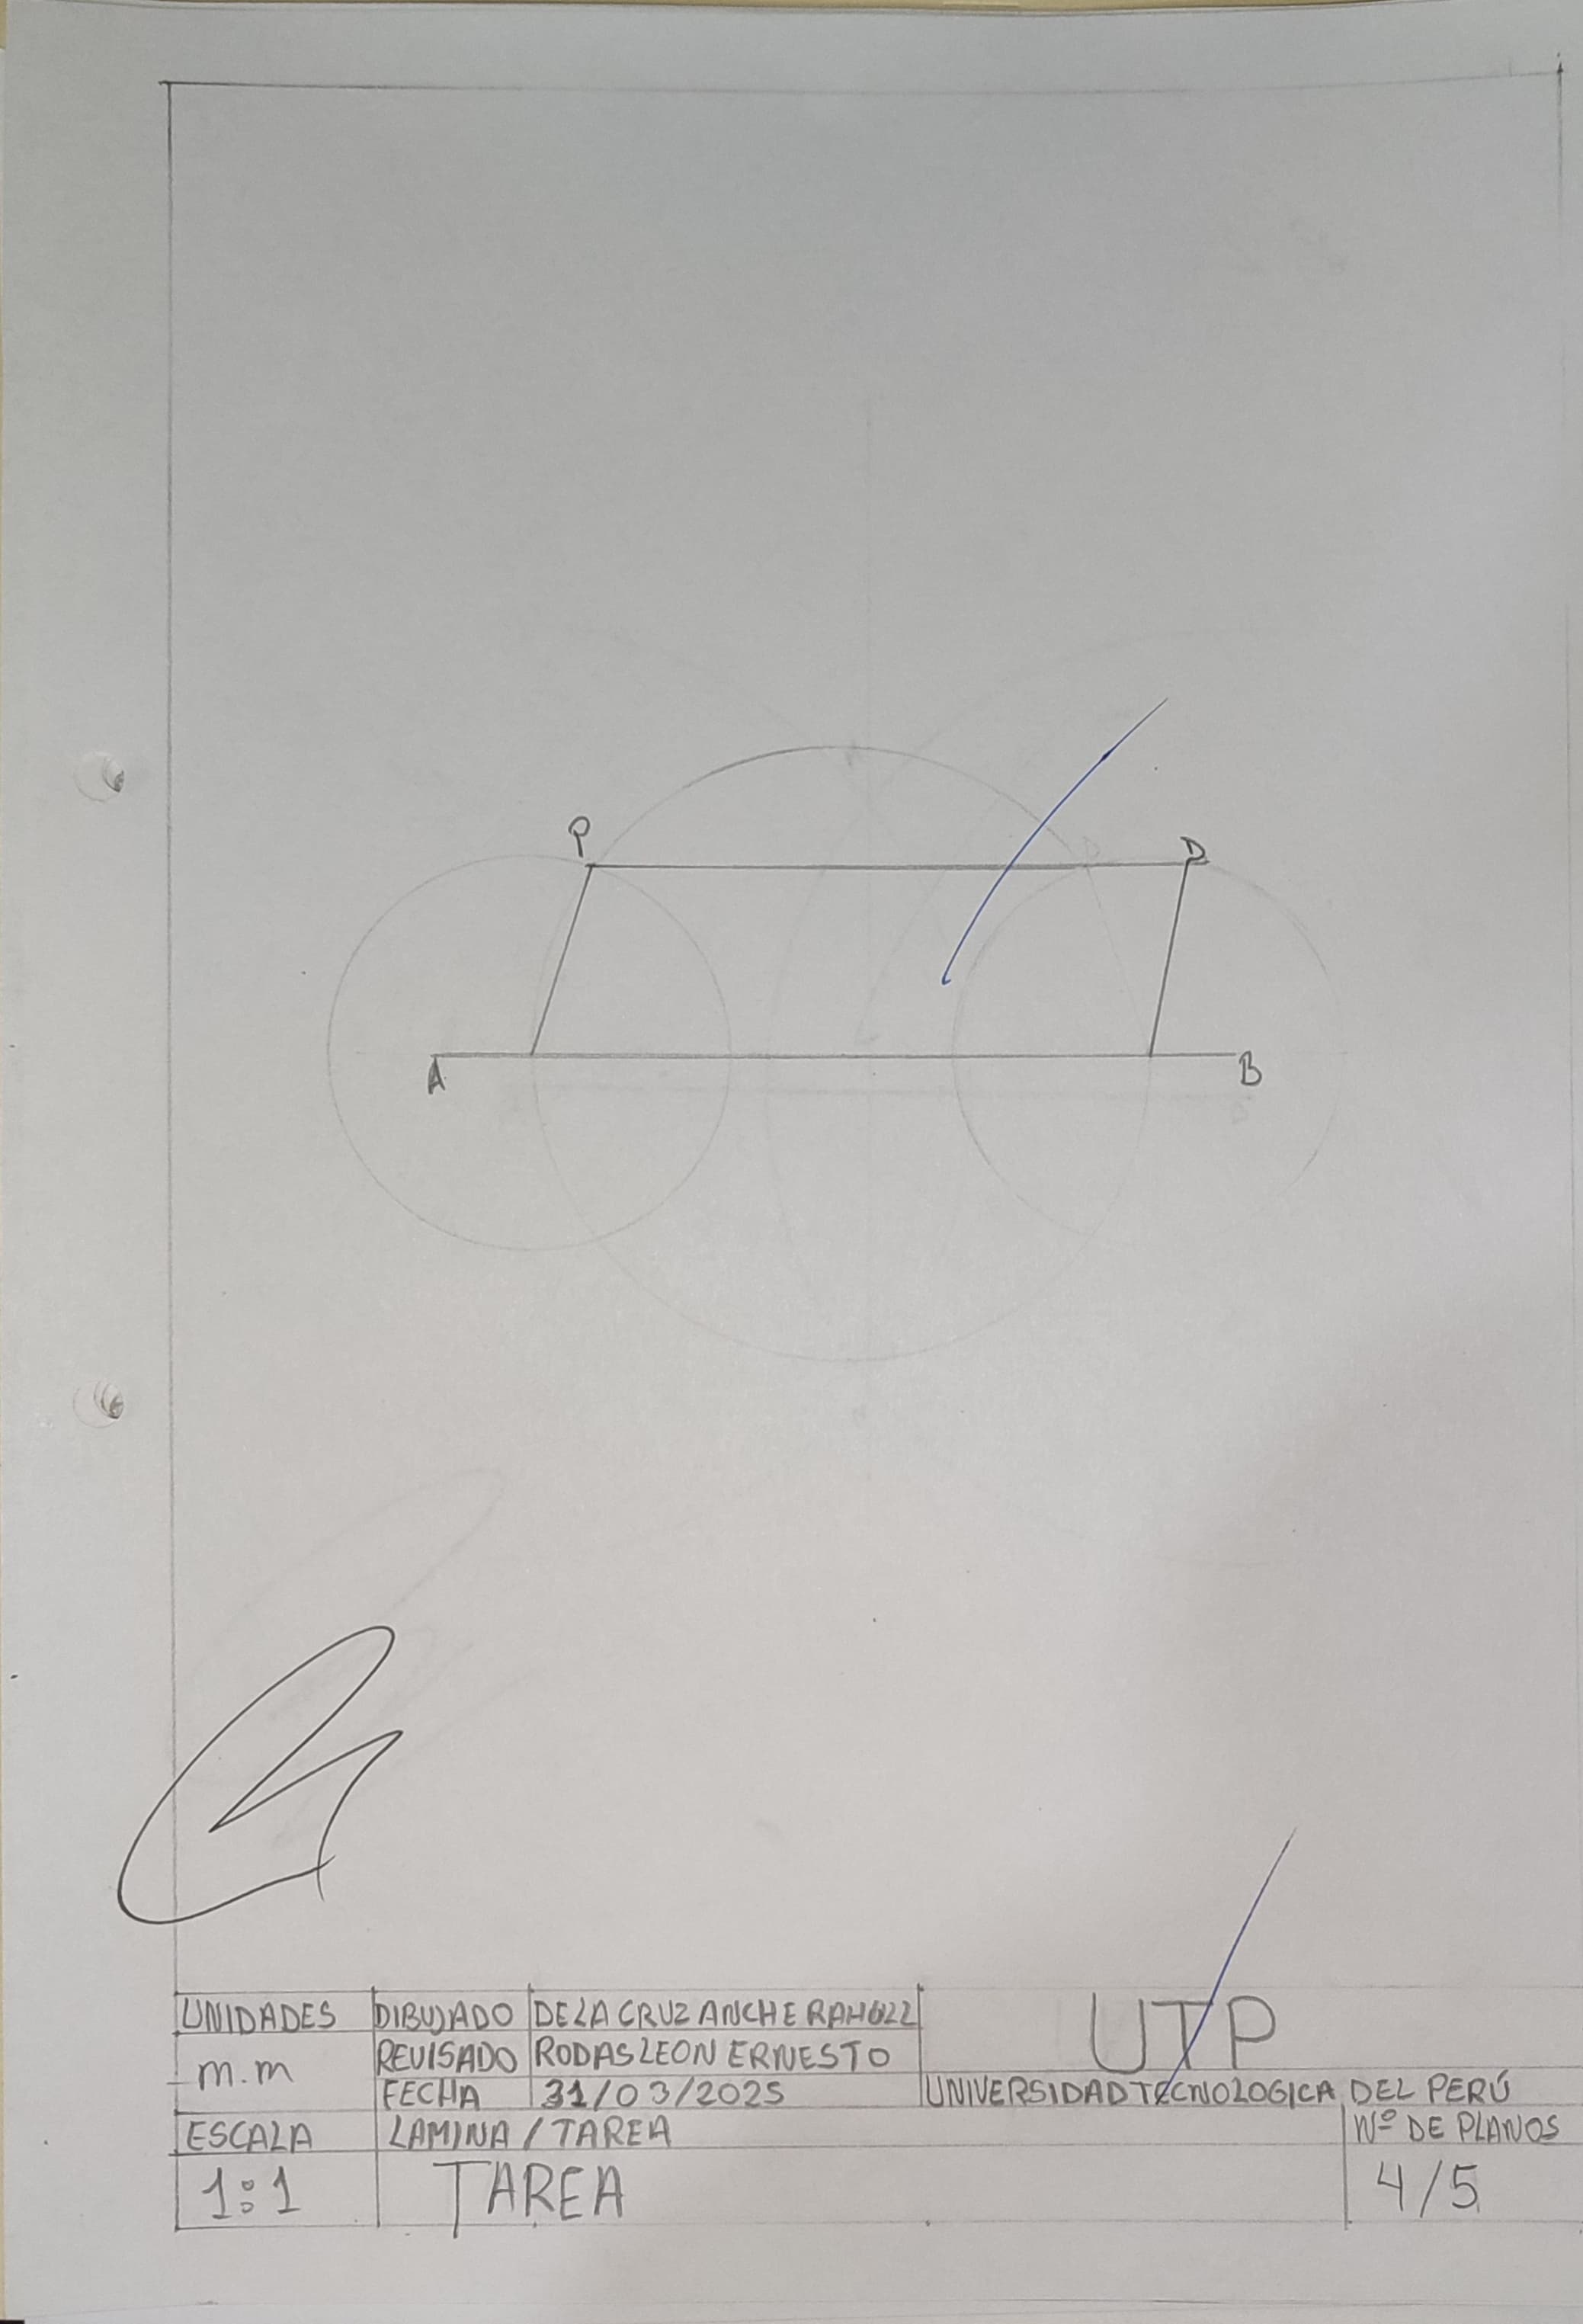 P D
A B
UNIDADES DIBUJADO DE LA CRUZ ANCHE RAHULL UTP
m.m REVISADO RODAS LEON ERNESTO
FECHA 31/03/2025 UNIVERSIDAD TECNOLOGICA DEL PERÚ
ESCALA LAMINA / TAREA Nº DE PLANOS
1:1 TAREA 4/5